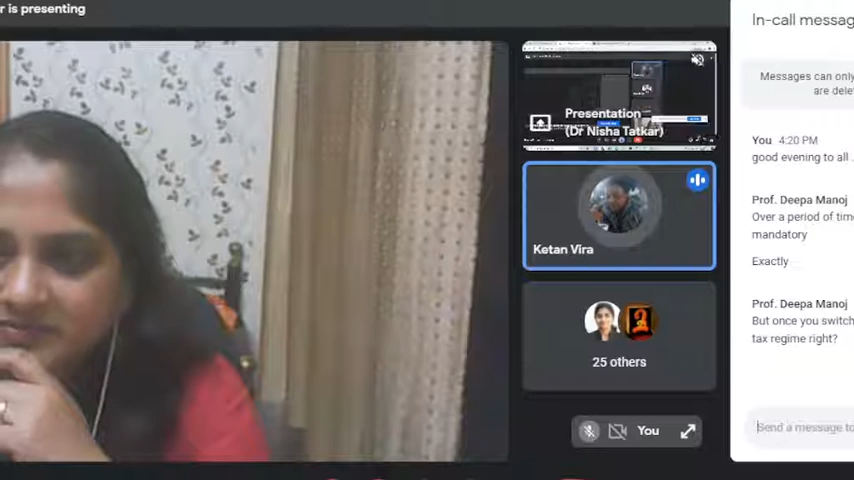 r is presenting
Presentation
(Dr Nisha Tatkar)
Ketan Vira
25 others
You
In-call messag
Messages can only
are dele
You 4:20 PM
good evening to all .
Prof. Deepa Manoj
Over a period of time
mandatory
Exactly
Prof. Deepa Manoj
But once you switch
tax regime right?
Send a message to